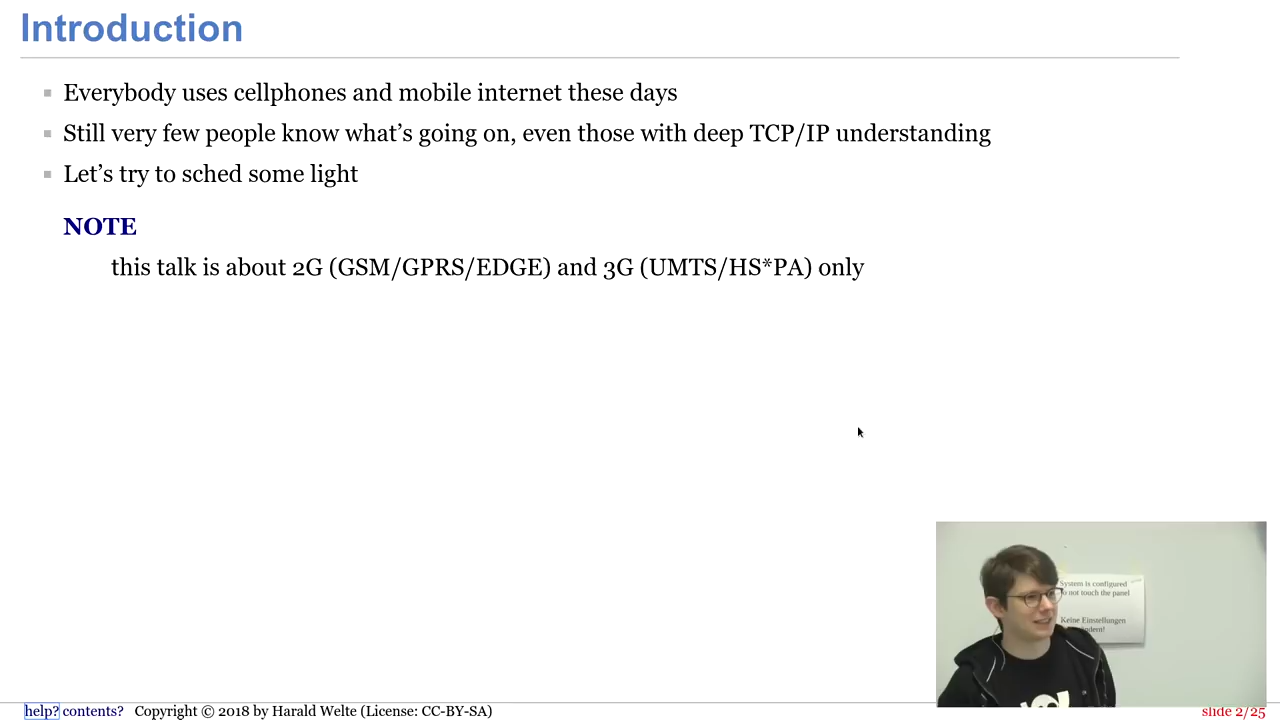 Introduction
Everybody uses cellphones and mobile internet these days
Still very few people know what's going on, even those with deep TCP/IP understanding
Let's try to sched some light
NOTE
this talk is about 2G (GSM/GPRS/EDGE) and 3G (UMTS/HS*PA) only
System is configured
not touch the panel
Keine Einstellungen
help? contents? Copyright © 2018 by Harald Welte (License: CC-BY-SA)
slide 2/25